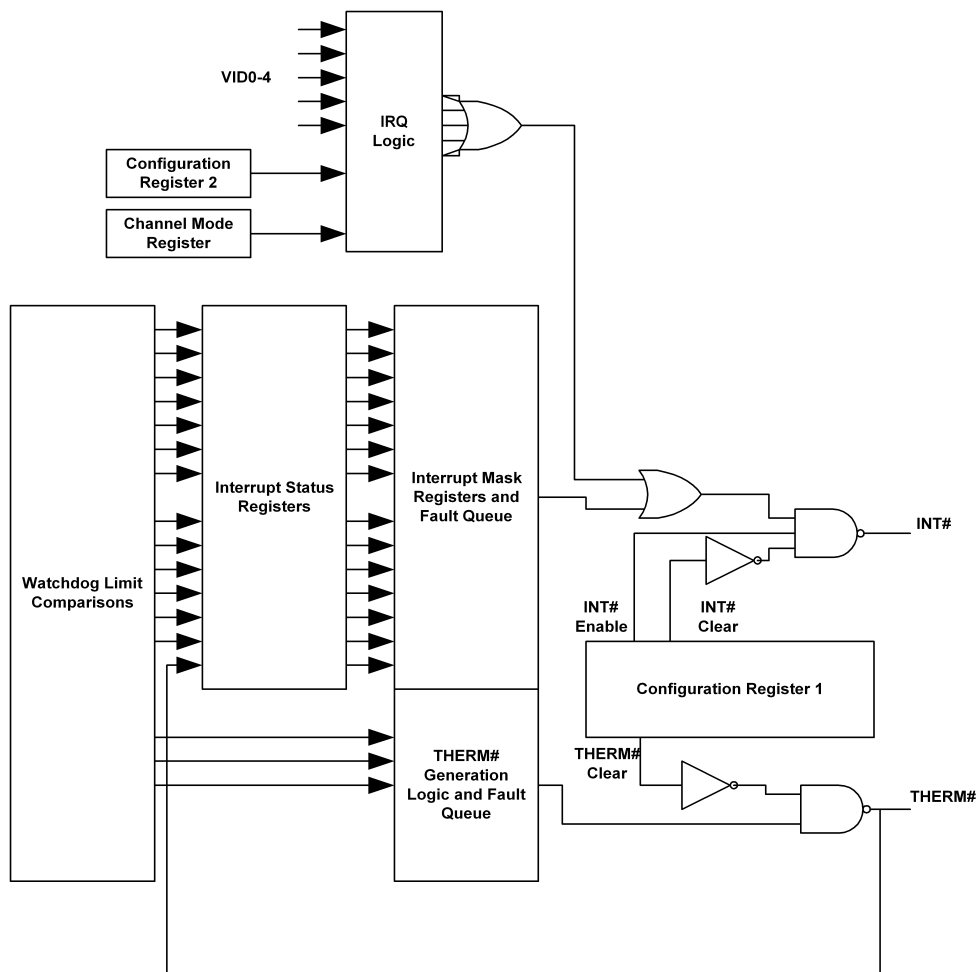 VID0-4
IRQ
Logic
Configuration
Register 2
Channel Mode
Register
Watchdog Limit
Comparisons
Interrupt Status
Registers
Interrupt Mask
Registers and
Fault Queue
INT#
INT#
Enable
INT#
Clear
Configuration Register 1
THERM#
Clear
THERM#
Generation
Logic and Fault
Queue
THERM#